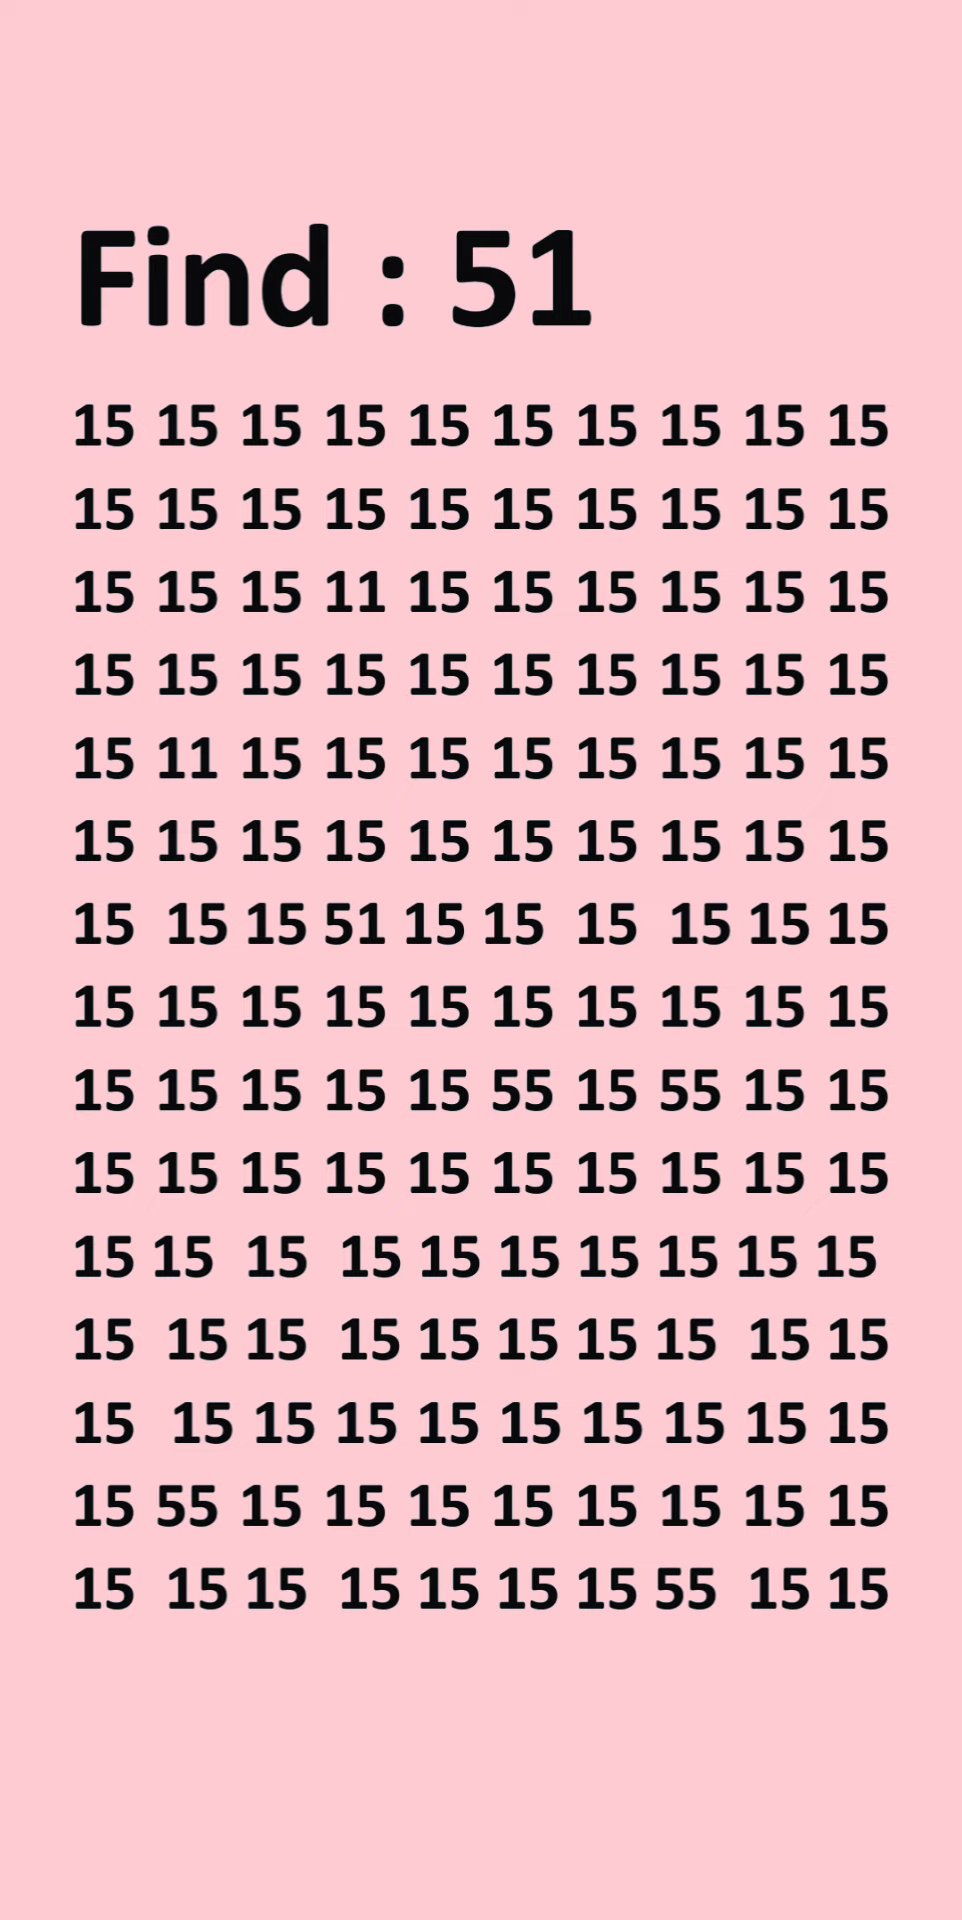 Find : 51
15 15 15 15 15 15 15 15 15 15
15 15 15 15 15 15 15 15 15 15
15 15 15 11 15 15 15 15 15 15
15 15 15 15 15 15 15 15 15 15
15 11 15 15 15 15 15 15 15 15
15 15 15 15 15 15 15 15 15 15
15 15 15 51 15 15 15 15 15 15
15 15 15 15 15 15 15 15 15 15
15 15 15 15 15 55 15 55 15 15
15 15 15 15 15 15 15 15 15 15
15 15 15 15 15 15 15 15 15 15
15 15 15 15 15 15 15 15 15 15
15 15 15 15 15 15 15 15 15 15
15 55 15 15 15 15 15 15 15 15
15 15 15 15 15 15 15 55 15 15